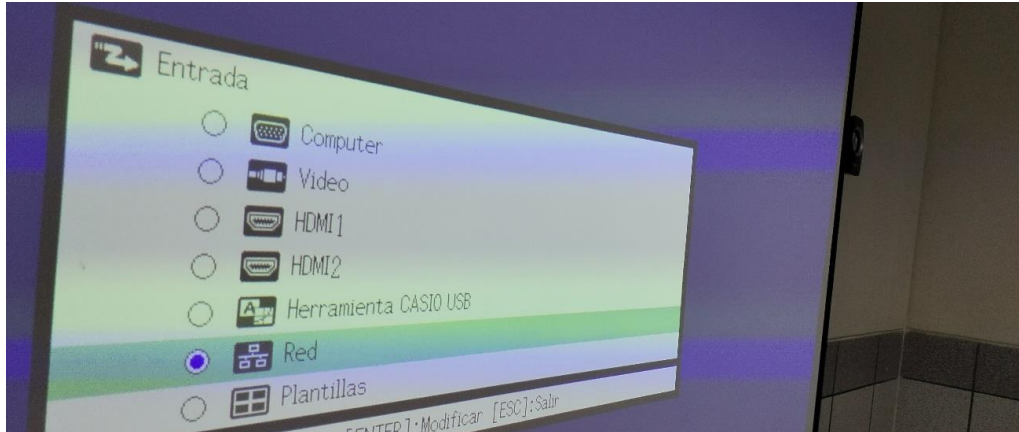 Entrada
Computer
Video
HDMI1
HDMI2
Herramienta CASIO USB
Red
Plantillas
[ENTER]:Modificar [ESC]:Salir